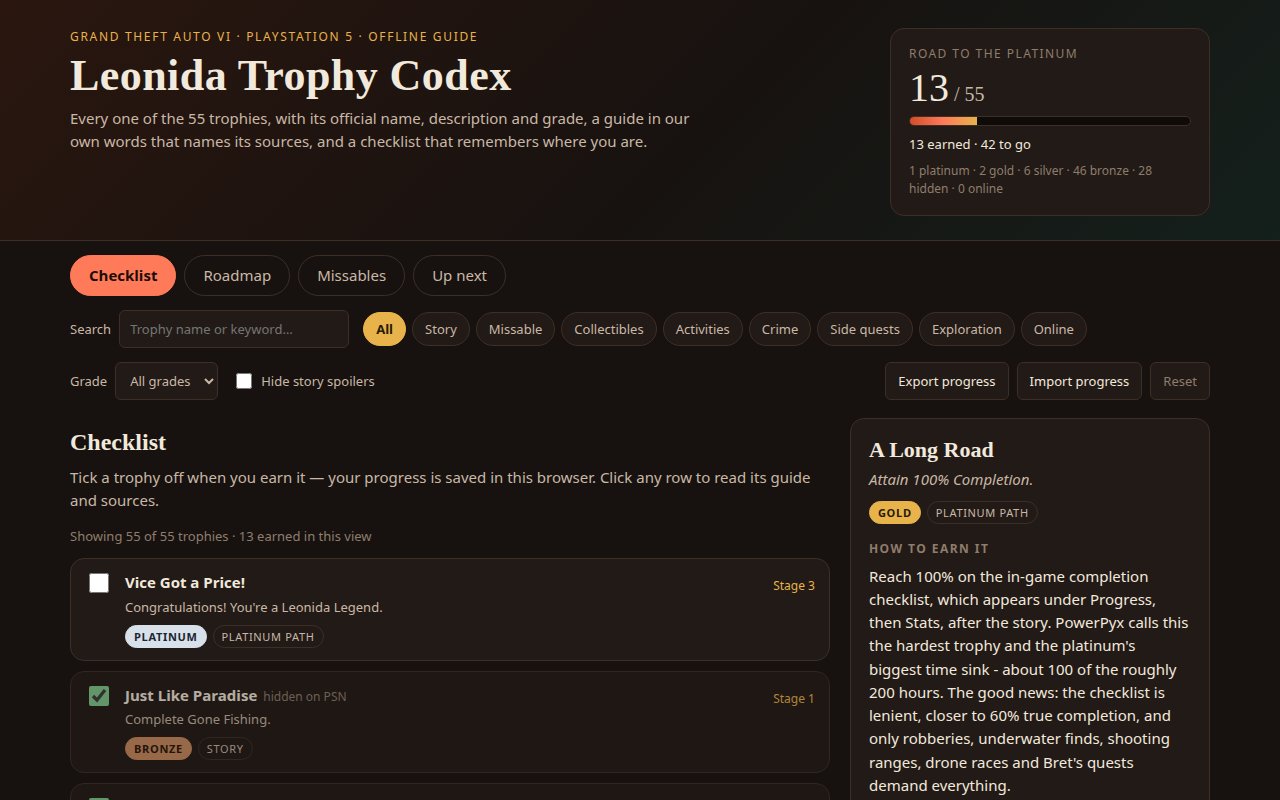 GRAND THEFT AUTO VI · PLAYSTATION 5 · OFFLINE GUIDE
Leonida Trophy Codex
Every one of the 55 trophies, with its official name, description and grade, a guide in our
own words that names its sources, and a checklist that remembers where you are.
ROAD TO THE PLATINUM
13 / 55
13 earned · 42 to go
1 platinum · 2 gold · 6 silver · 46 bronze · 28
hidden · 0 online
Checklist
Roadmap
Missables
Up next
Search
Trophy name or keyword...
All
Story
Missable
Collectibles
Activities
Crime
Side quests
Exploration
Online
Grade
All grades
Hide story spoilers
Export progress
Import progress
Reset
Checklist
Tick a trophy off when you earn it — your progress is saved in this browser. Click any row to read its guide
and sources.
Showing 55 of 55 trophies · 13 earned in this view
Vice Got a Price!
Stage 3
Congratulations! You're a Leonida Legend.
PLATINUM
PLATINUM PATH
Just Like Paradise hidden on PSN
Stage 1
Complete Gone Fishing.
BRONZE
STORY
A Long Road
Attain 100% Completion.
GOLD
PLATINUM PATH
HOW TO EARN IT
Reach 100% on the in-game completion
checklist, which appears under Progress,
then Stats, after the story. PowerPyx calls this
the hardest trophy and the platinum's
biggest time sink - about 100 of the roughly
200 hours. The good news: the checklist is
lenient, closer to 60% true completion, and
only robberies, underwater finds, shooting
ranges, drone races and Bret's quests
demand everything.